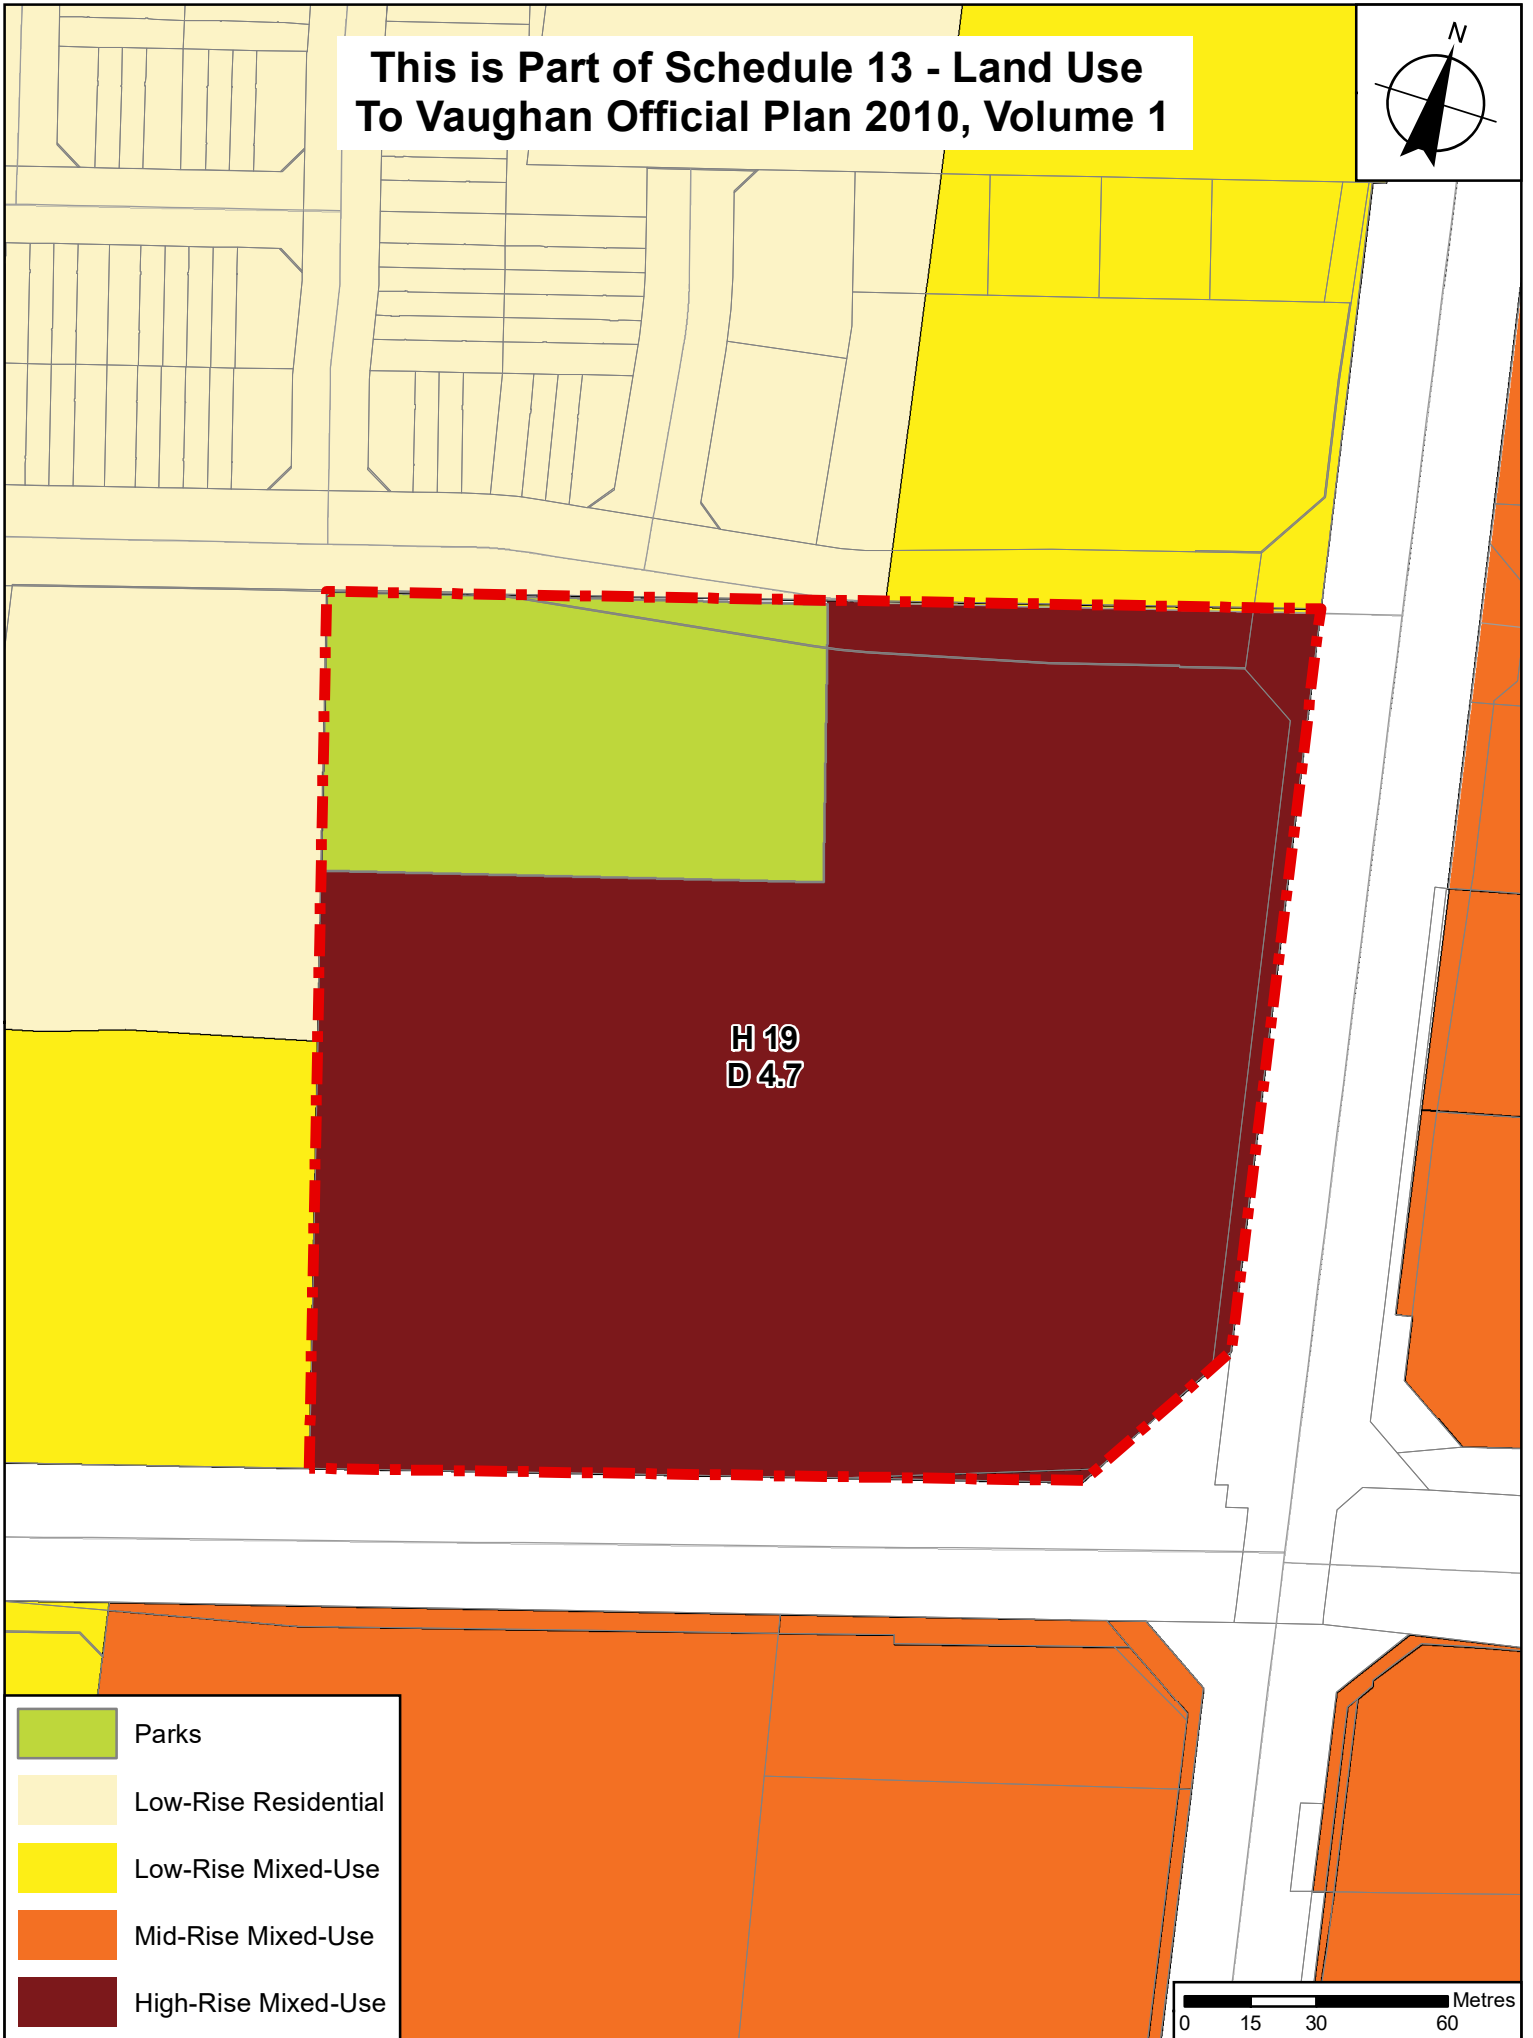 This is Part of Schedule 13 - Land Use
To Vaughan Official Plan 2010, Volume 1
N
H 19
D 4.7
Parks
Low-Rise Residential
Low-Rise Mixed-Use
Mid-Rise Mixed-Use
High-Rise Mixed-Use
Metres
0 15 30 60